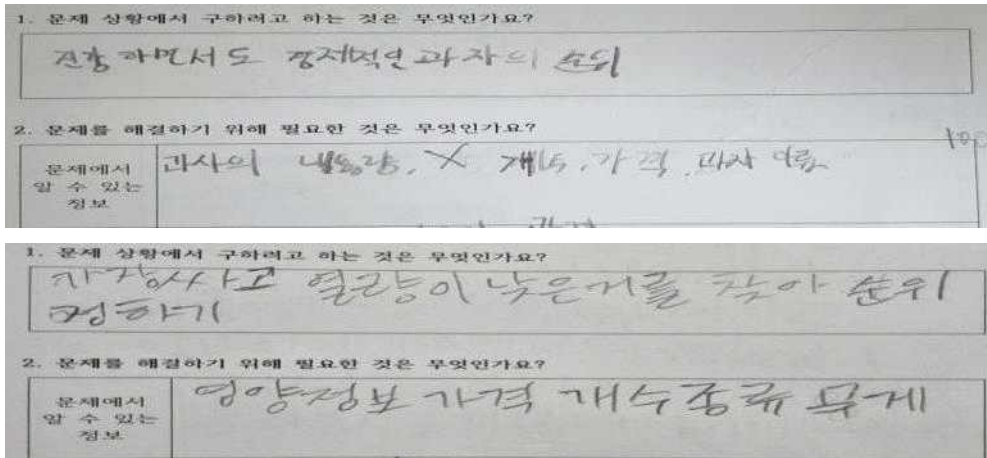 1. 문제 상황에서 구하려고 하는 것은 무엇인가요?
건강하면서도 경제적인 과자의 순위
2. 문제를 해결하기 위해 필요한 것은 무엇인가요?
문제에서
알 수 있는
정보
과자의 내용량, X 개수, 가격, 과자 이름
1. 문제 상황에서 구하려고 하는 것은 무엇인가요?
가장 싸고 열량이 낮은거를 찾아 순위
정하기
2. 문제를 해결하기 위해 필요한 것은 무엇인가요?
문제에서
알 수 있는
정보
영양정보 가격 개수 종류 무게